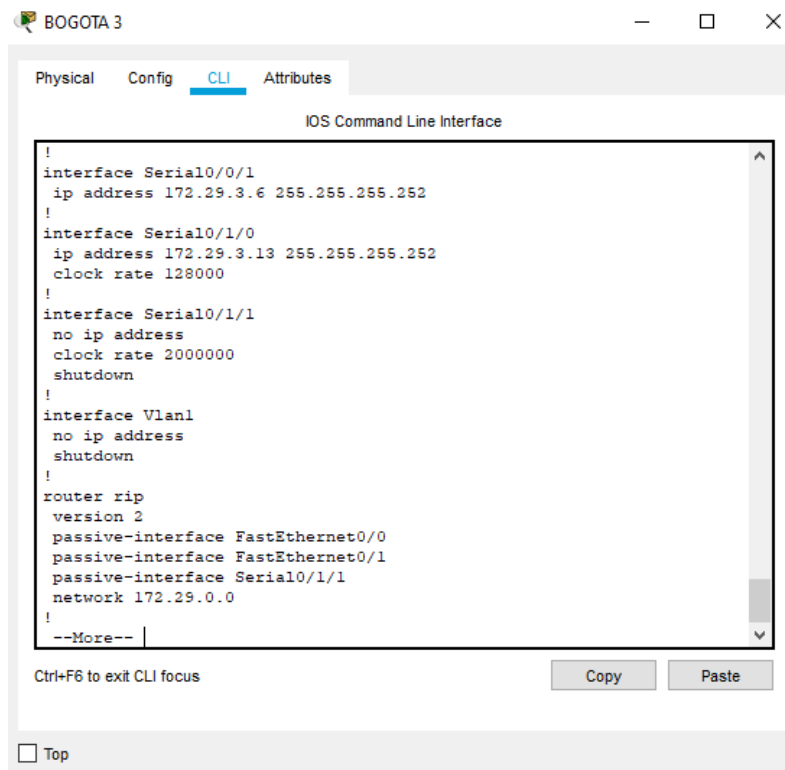 BOGOTA 3
Physical Config CLI Attributes
IOS Command Line Interface
!
interface Serial0/0/1
 ip address 172.29.3.6 255.255.255.252
!
interface Serial0/1/0
 ip address 172.29.3.13 255.255.255.252
 clock rate 128000
!
interface Serial0/1/1
 no ip address
 clock rate 2000000
 shutdown
!
interface Vlan1
 no ip address
 shutdown
!
router rip
 version 2
 passive-interface FastEthernet0/0
 passive-interface FastEthernet0/1
 passive-interface Serial0/1/1
 network 172.29.0.0
!
 --More--
Ctrl+F6 to exit CLI focus
Copy Paste
Top